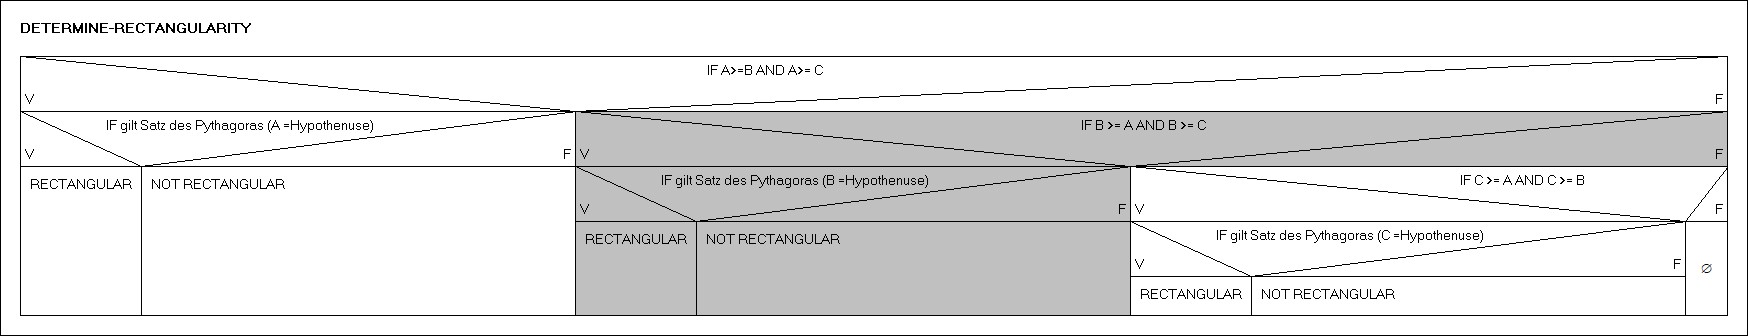 DETERMINE-RECTANGULARITY
IF A>=B AND A>= C
V F
IF gilt Satz des Pythagoras (A =Hypothenuse)
V F
IF B >= A AND B >= C
V F
RECTANGULAR
NOT RECTANGULAR
IF gilt Satz des Pythagoras (B =Hypothenuse)
V F
IF C >= A AND C >= B
V F
RECTANGULAR
NOT RECTANGULAR
IF gilt Satz des Pythagoras (C =Hypothenuse)
V F
∅
RECTANGULAR
NOT RECTANGULAR